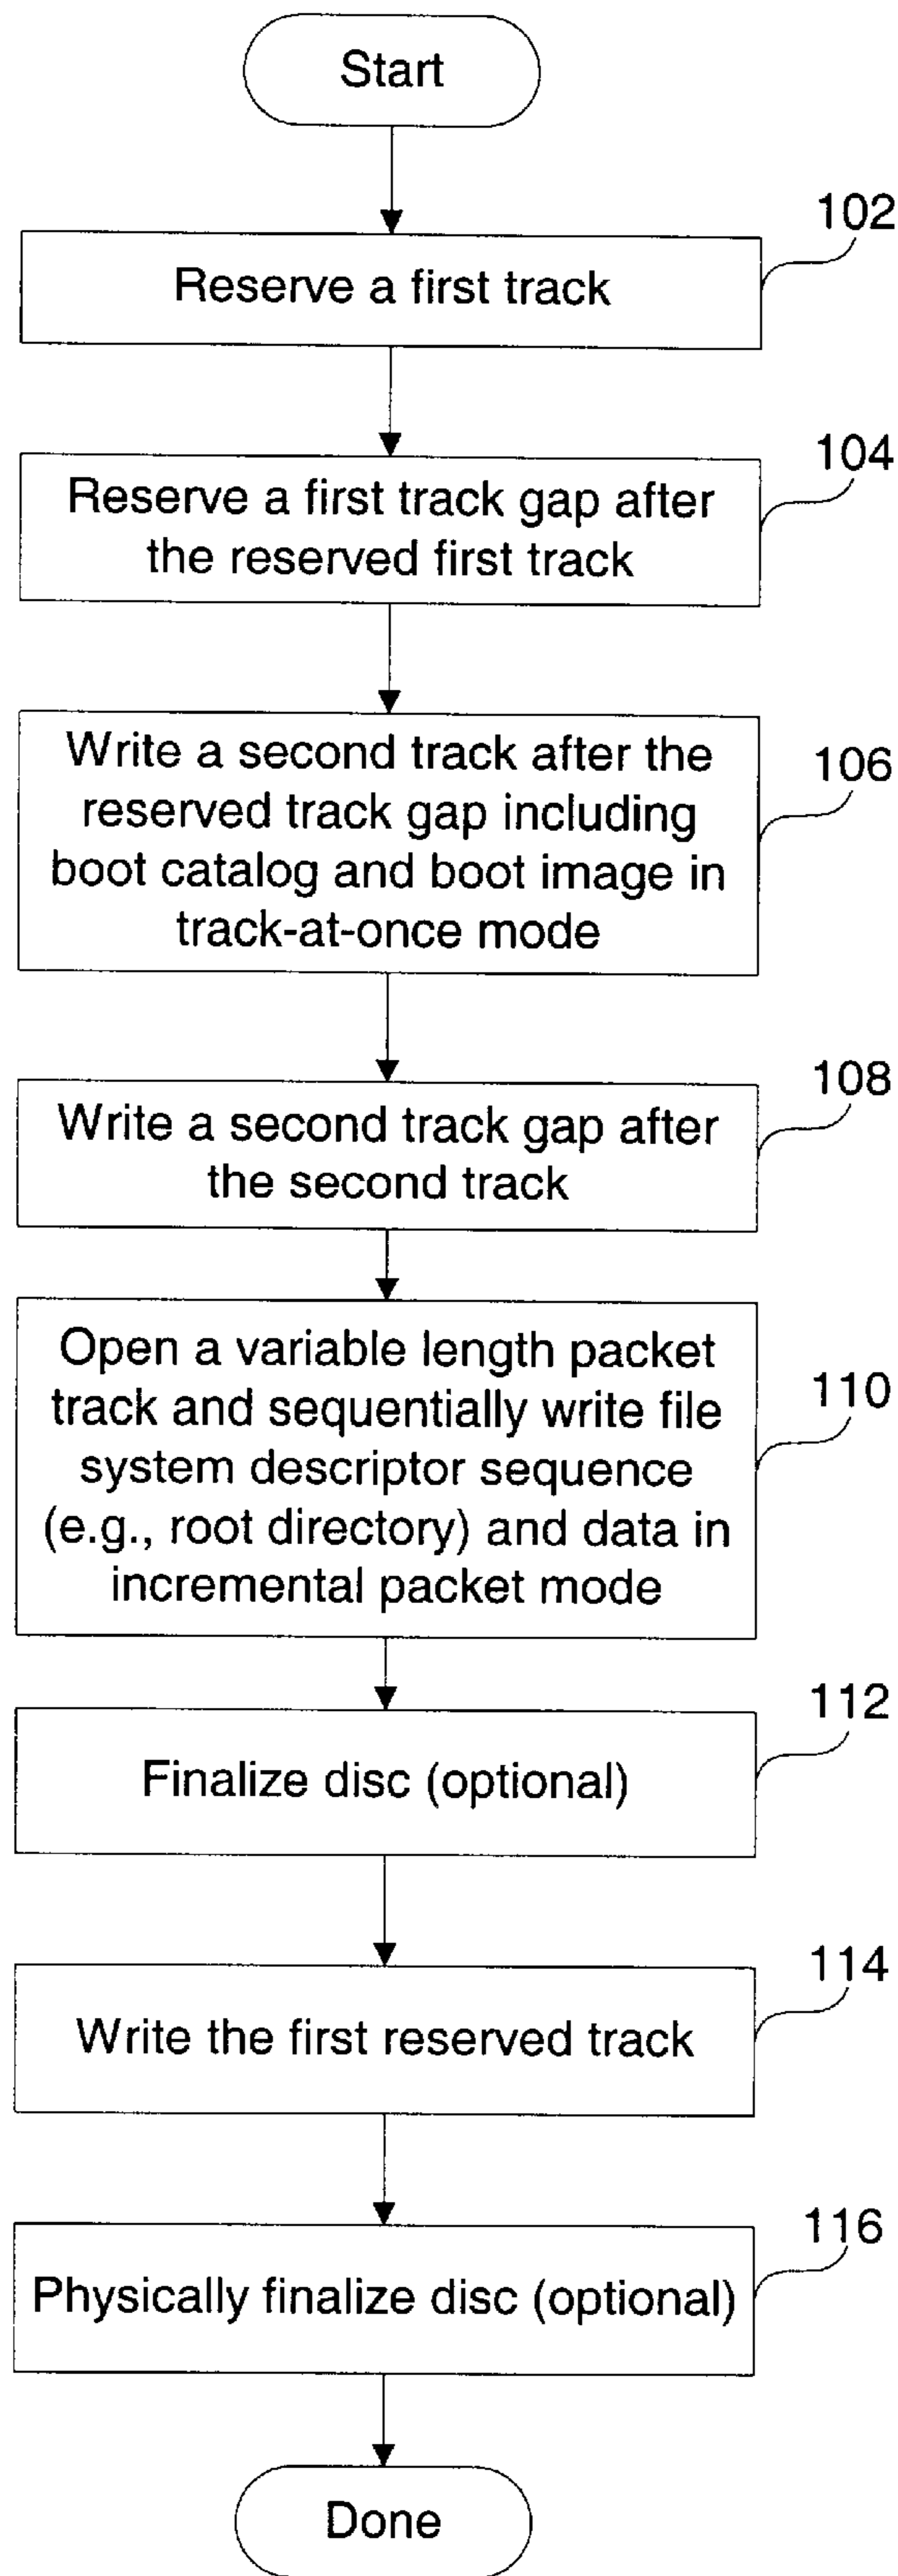 Start
102
Reserve a first track
104
Reserve a first track gap after
the reserved first track
106
Write a second track after the
reserved track gap including
boot catalog and boot image in
track-at-once mode
108
Write a second track gap after
the second track
110
Open a variable length packet
track and sequentially write file
system descriptor sequence
(e.g., root directory) and data in
incremental packet mode
112
Finalize disc (optional)
114
Write the first reserved track
116
Physically finalize disc (optional)
Done